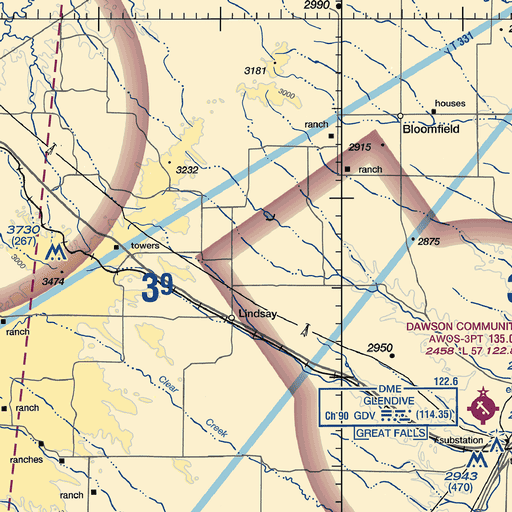 2990
T 331
3181
3000
houses
ranch
Bloomfield
2915
3232
ranch
3730
(267)
towers
2875
3000
3474
39
3
Lindsay
DAWSON COMMUNIT
AWOS-3PT 135.0
2458 *L 57 122.8
ranch
2950
Clear
DME
122.6
GLENDIVE
Ch 90 GDV (114.35)
ranch
Creek
GREAT FALLS
substation
ranches
2943
(470)
ranch